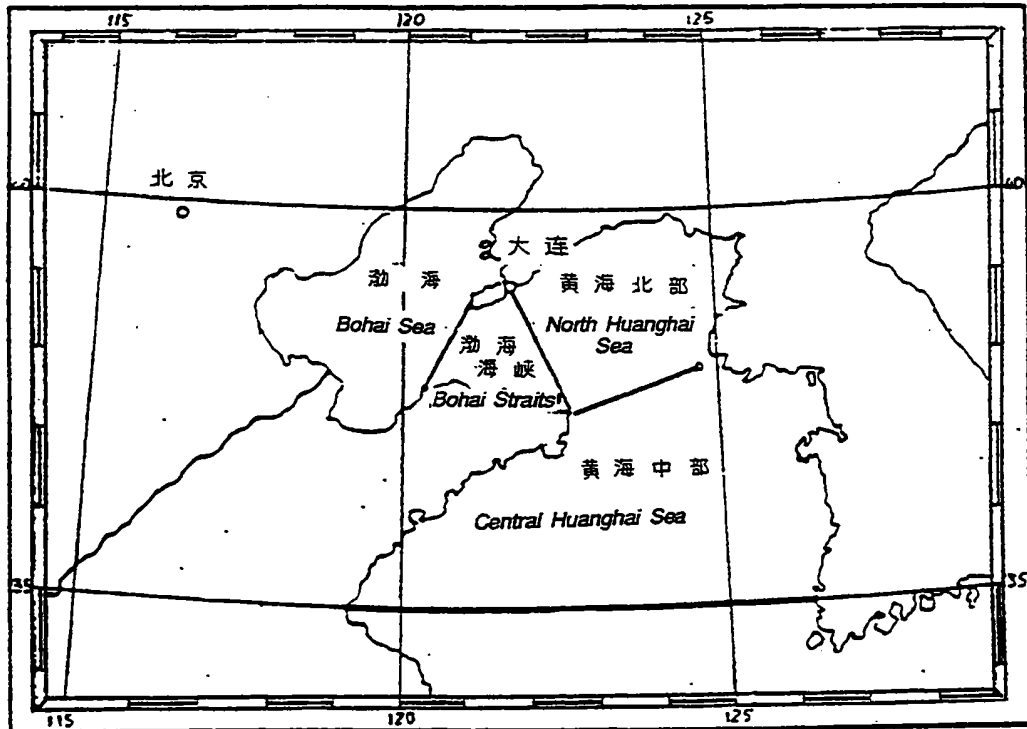 115 120 125
40 40
北京
大连
渤海
黄海北部
Bohai Sea
North Huanghai
Sea
渤海
海峡
Bohai Straits
黄海中部
Central Huanghai Sea
35 35
115 120 125